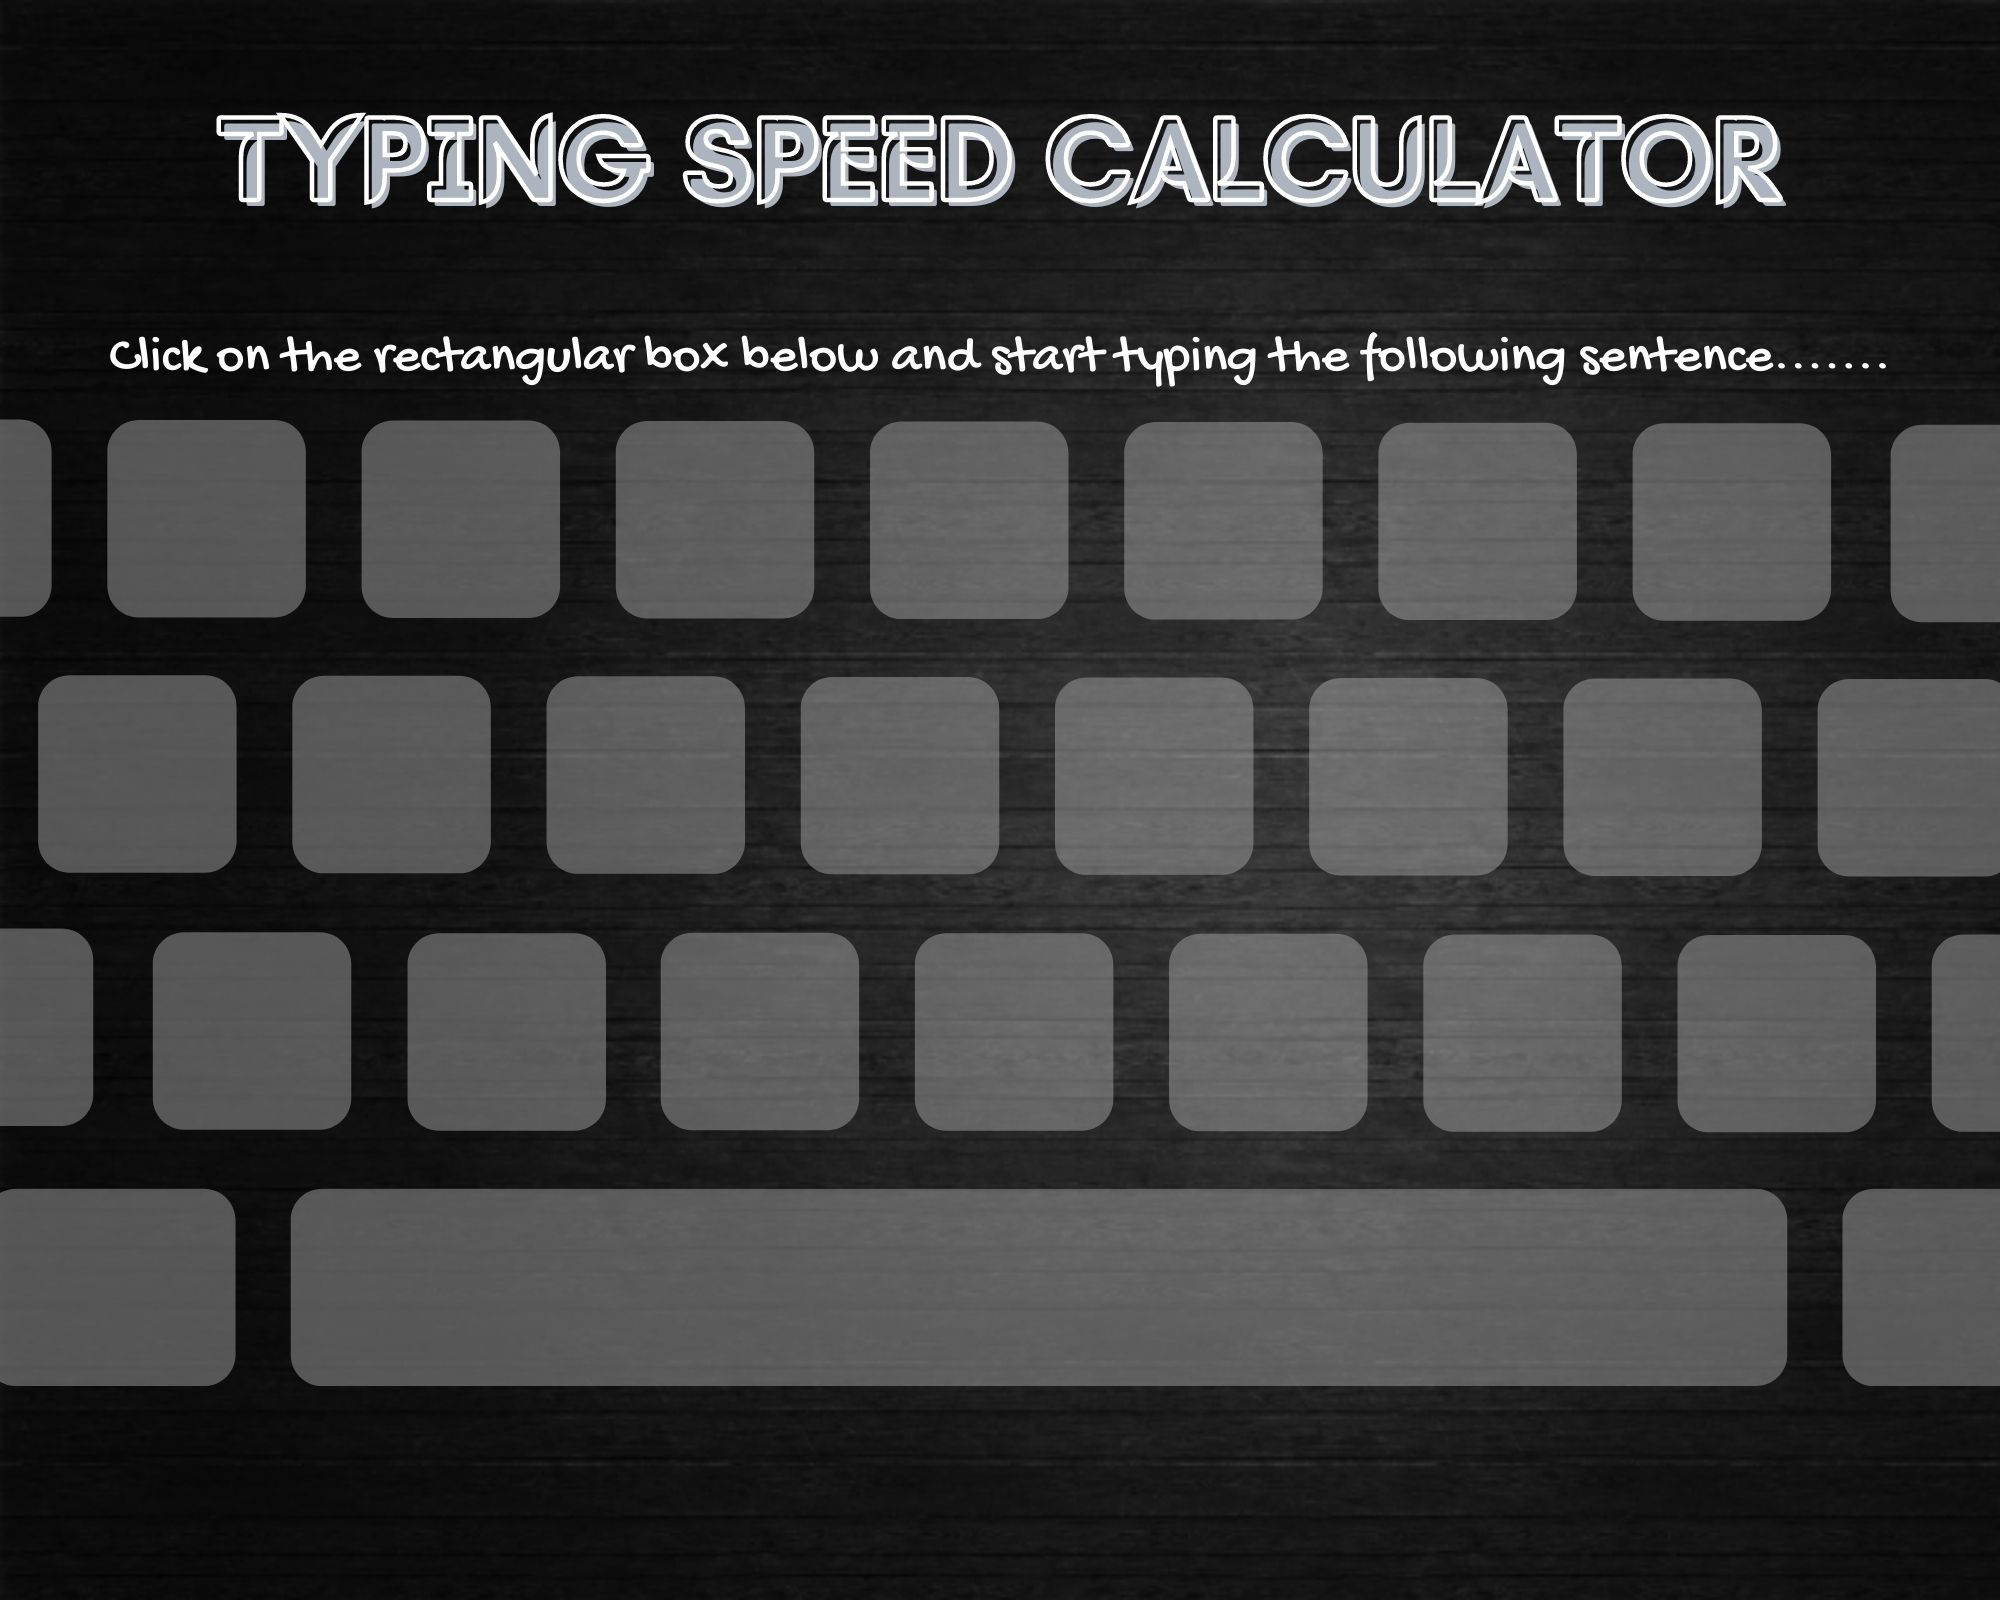 TYPING SPEED CALCULATOR
Click on the rectangular box below and start typing the following sentence.......